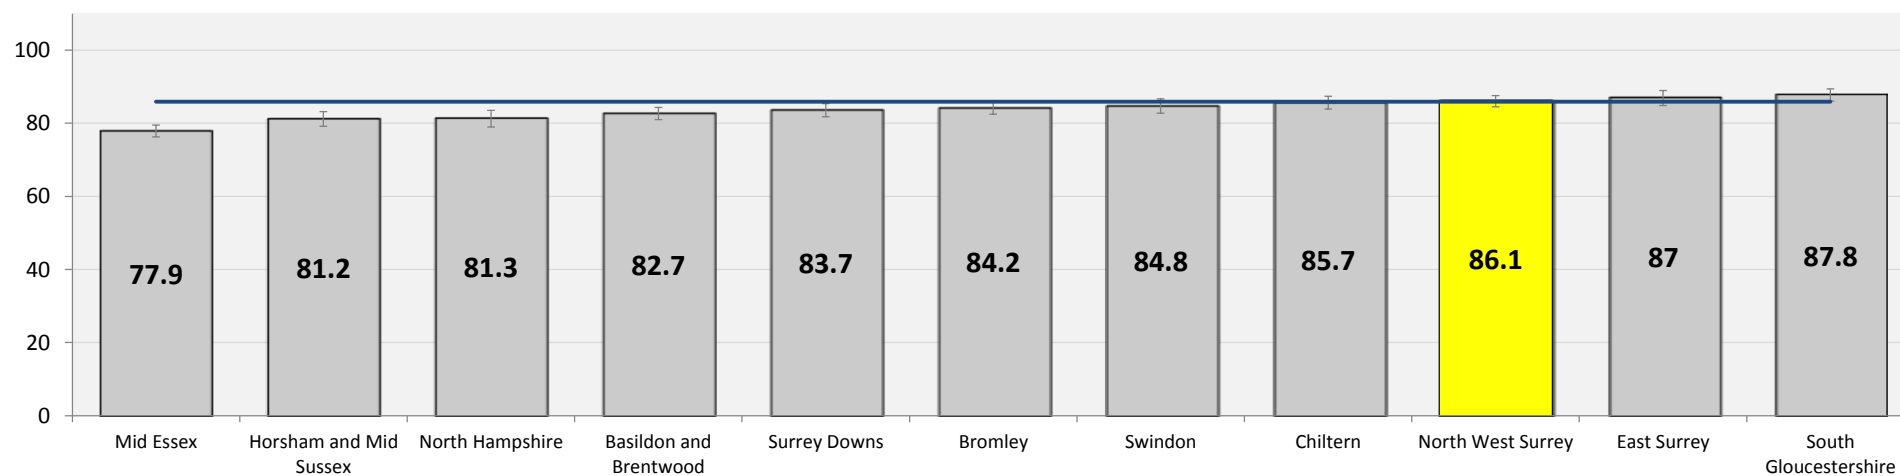 100
80
60
40
20
0
77.9
81.2
81.3
82.7
83.7
84.2
84.8
85.7
86.1
87
87.8
Mid Essex
Horsham and Mid
Sussex
North Hampshire
Basildon and
Brentwood
Surrey Downs
Bromley
Swindon
Chiltern
North West Surrey
East Surrey
South
Gloucestershire